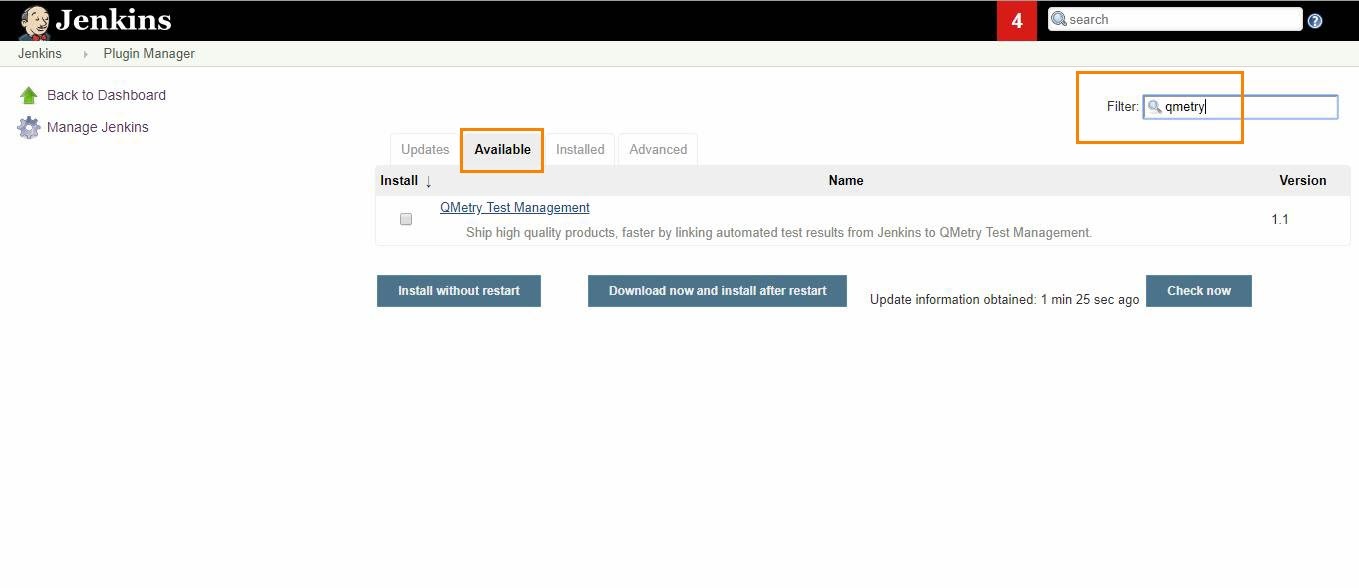 Jenkins
4
search
?
Jenkins
Plugin Manager
Back to Dashboard
Manage Jenkins
Filter: qmetry
Updates Available Installed Advanced
Install ↓ Name Version
QMetry Test Management
1.1
Ship high quality products, faster by linking automated test results from Jenkins to QMetry Test Management.
Install without restart
Download now and install after restart
Update information obtained: 1 min 25 sec ago
Check now